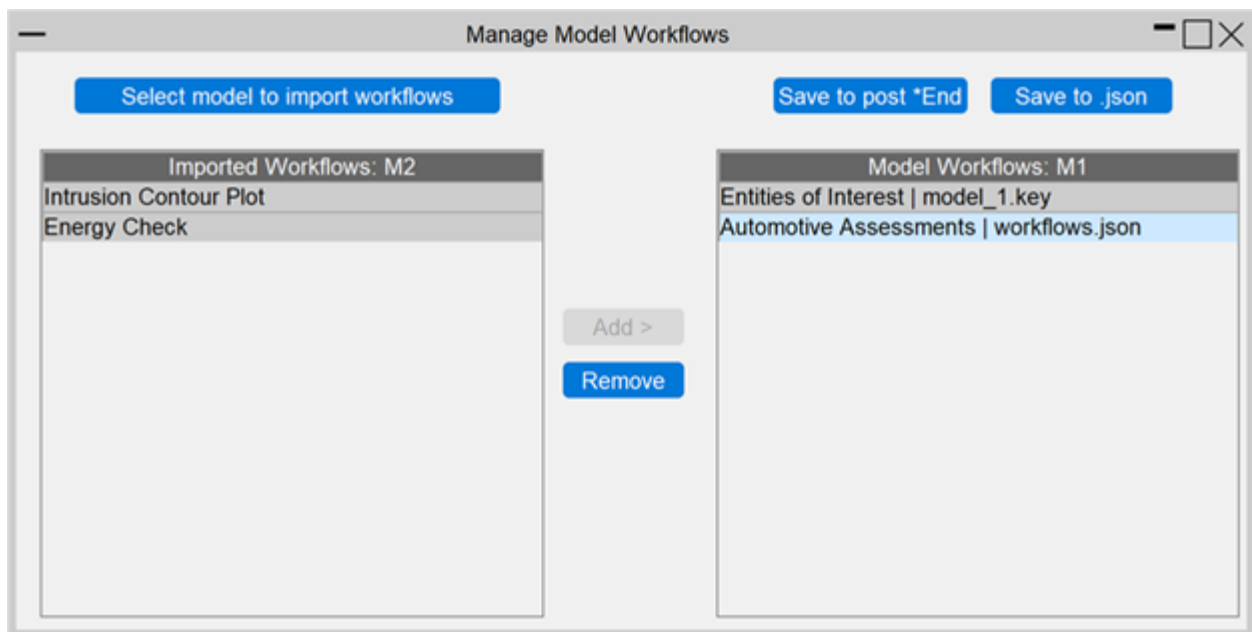 Manage Model Workflows
Select model to import workflows
Save to post *End
Save to .json
Imported Workflows: M2
Intrusion Contour Plot
Energy Check
Add >
Remove
Model Workflows: M1
Entities of Interest | model_1.key
Automotive Assessments | workflows.json